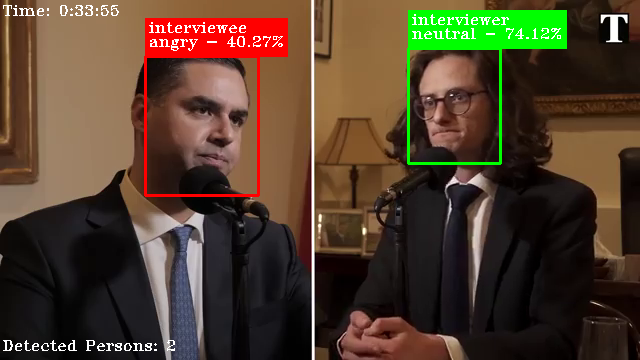 Time: 0:33:55
interviewee
angry - 40.27%
interviewer
neutral - 74.12%
T
Detected Persons: 2